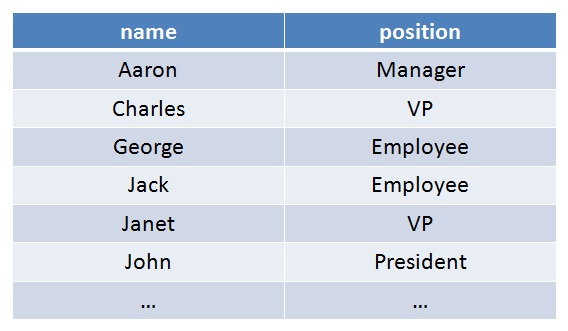 name position
Aaron Manager
Charles VP
George Employee
Jack Employee
Janet VP
John President
... ...